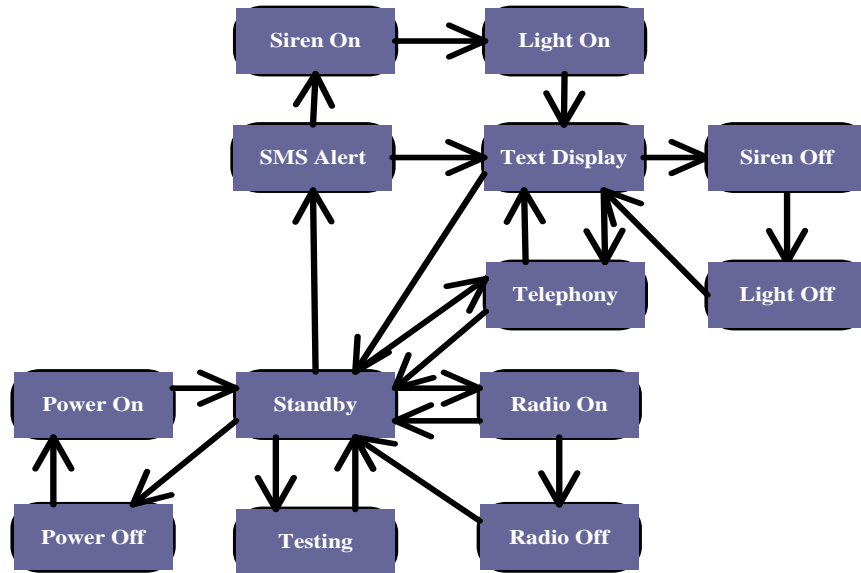 Siren On
Light On
SMS Alert
Text Display
Siren Off
Telephony
Light Off
Power On
Standby
Radio On
Power Off
Testing
Radio Off